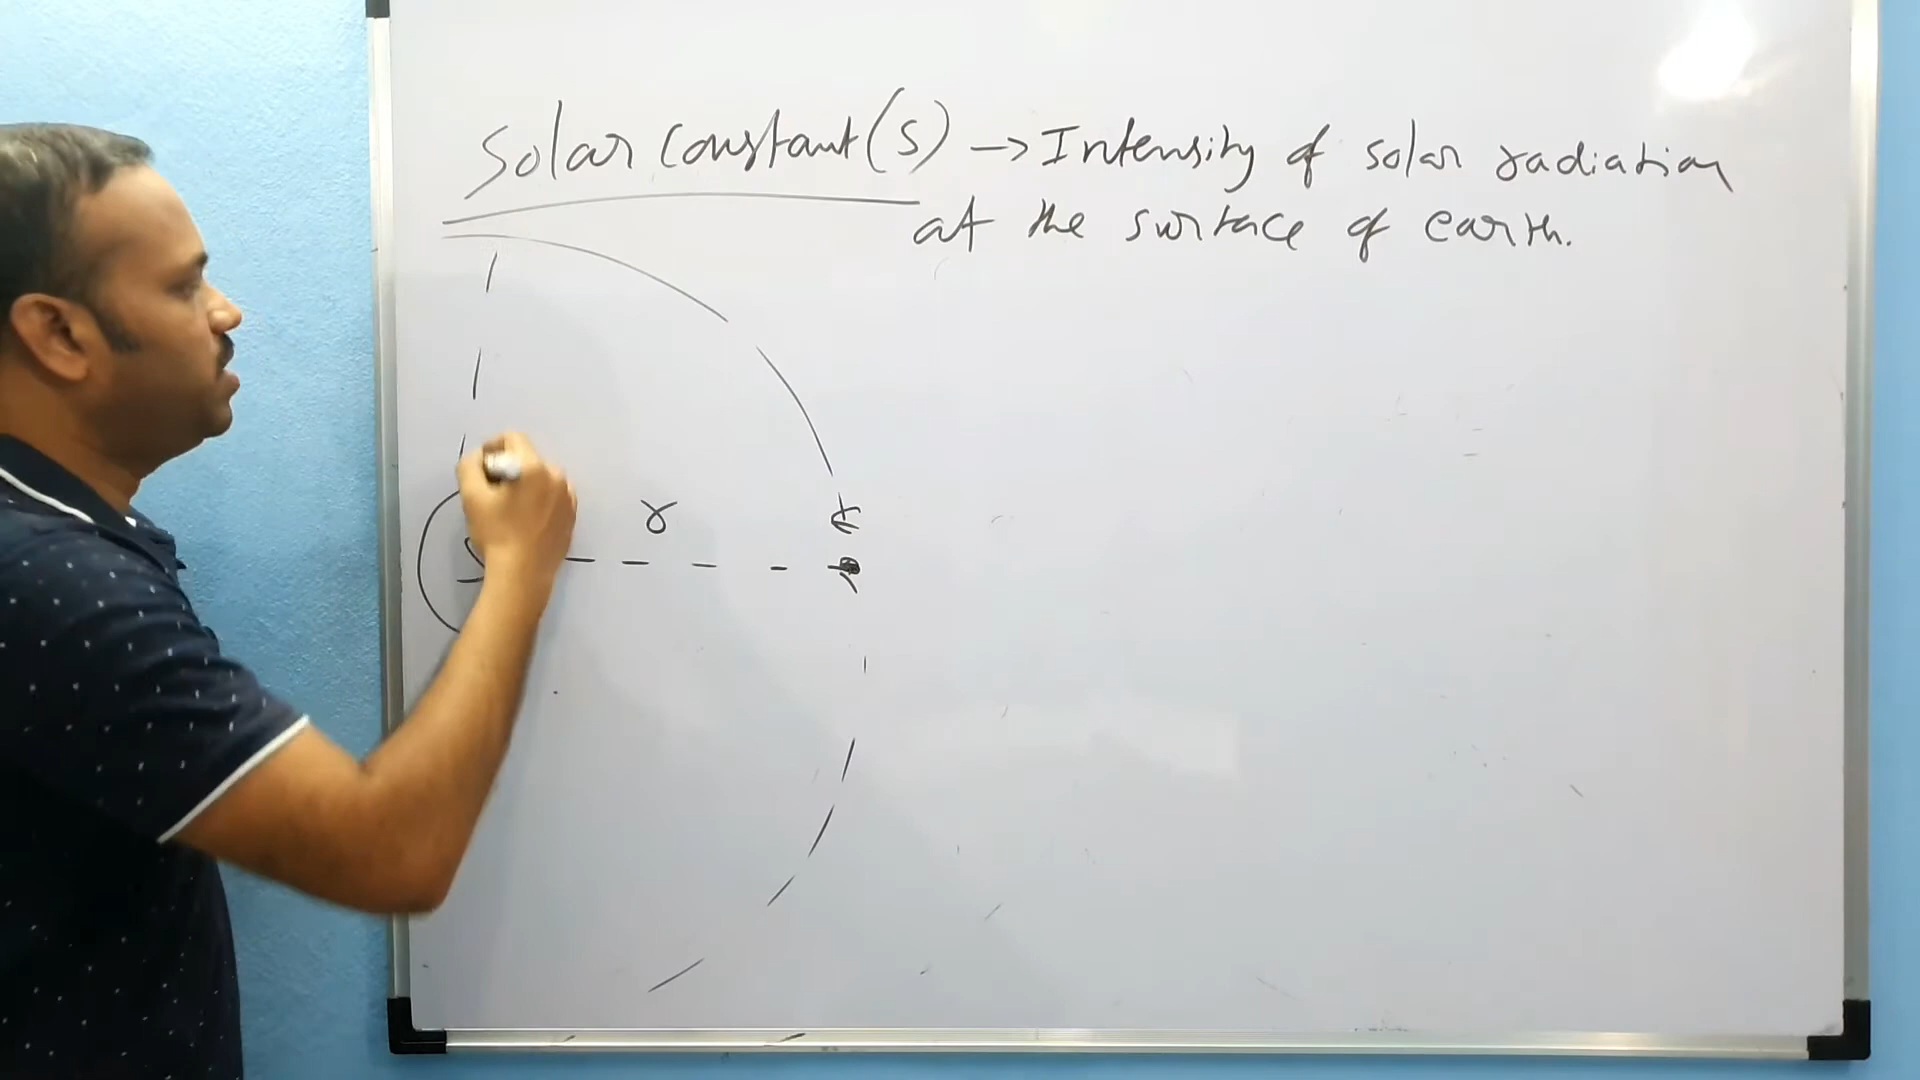 Solar constant (S) → Intensity of solar radiation
at the surface of earth.
r
E
S